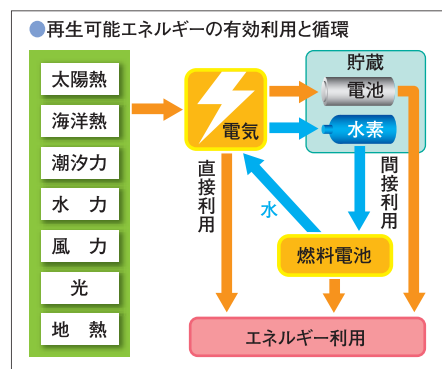 ●再生可能エネルギーの有効利用と循環
太陽熱
海洋熱
潮汐力
水 力
風 力
光
地 熱
電気
貯蔵
電池
水素
直接利用
水
間接利用
燃料電池
エネルギー利用